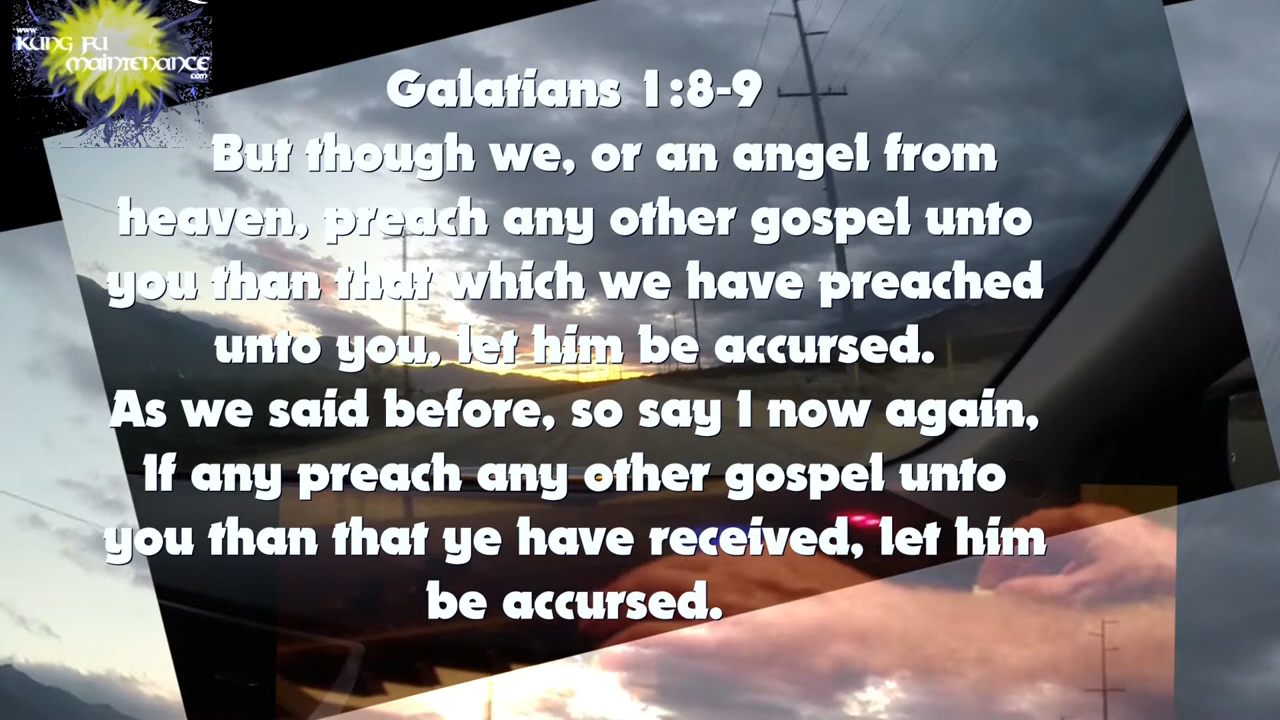 www.
KUNG FU
maintenance
.com
Galatians 1:8-9
But though we, or an angel from
heaven, preach any other gospel unto
you than that which we have preached
unto you, let him be accursed.
As we said before, so say I now again,
If any preach any other gospel unto
you than that ye have received, let him
be accursed.